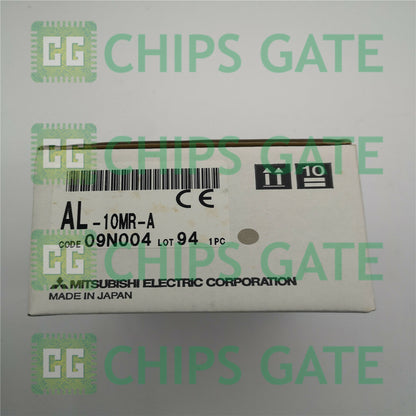 CG CHIPS GATE
CG CHIPS GATE
CE
10
AL-10MR-A
CODE 09N004 LOT 94 1PC
CG CHIPS GATE
MITSUBISHI ELECTRIC CORPORATION
MADE IN JAPAN
CG CHIPS GATE